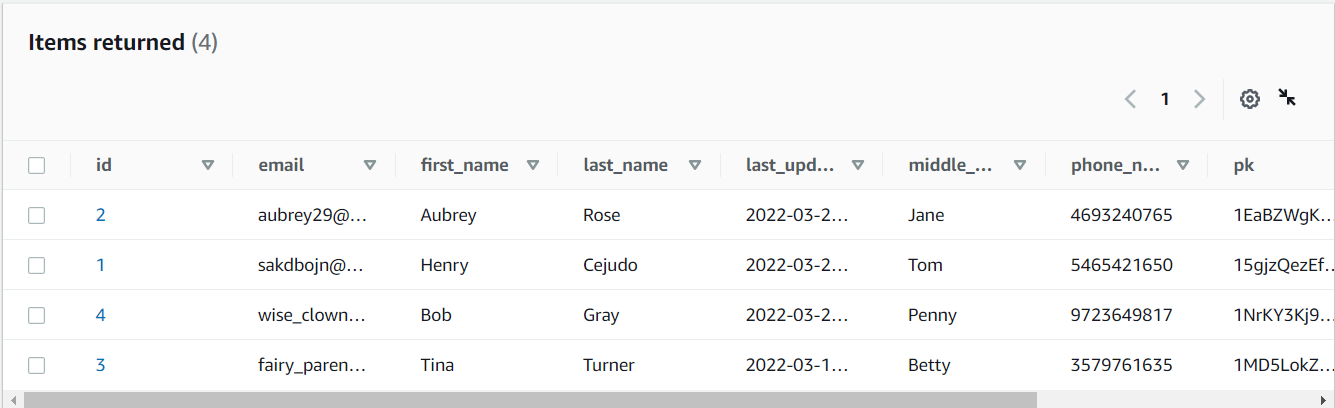 Items returned (4)
1
id email first_name last_name last_upd... middle_... phone_n... pk
2 aubrey29@... Aubrey Rose 2022-03-2... Jane 4693240765 1EaBZWgK...
1 sakdbojn@... Henry Cejudo 2022-03-2... Tom 5465421650 15gjzQezEf...
4 wise_clown... Bob Gray 2022-03-2... Penny 9723649817 1NrKY3Kj9...
3 fairy_paren... Tina Turner 2022-03-1... Betty 3579761635 1MD5LokZ...